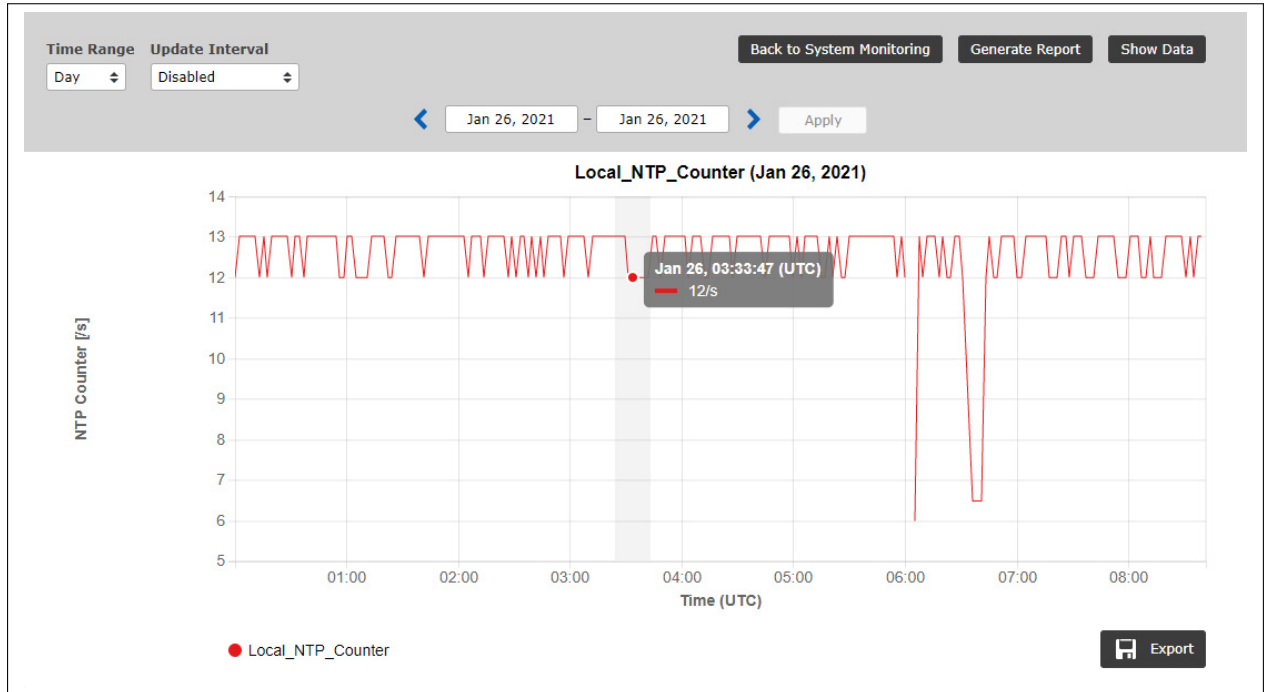 Time Range Update Interval
Back to System Monitoring Generate Report Show Data
Day Disabled
Jan 26, 2021 – Jan 26, 2021 Apply
Local_NTP_Counter (Jan 26, 2021)
14
13
12
11
10
9
8
7
6
5
NTP Counter [/s]
Jan 26, 03:33:47 (UTC)
12/s
01:00 02:00 03:00 04:00 05:00 06:00 07:00 08:00
Time (UTC)
Local_NTP_Counter
Export